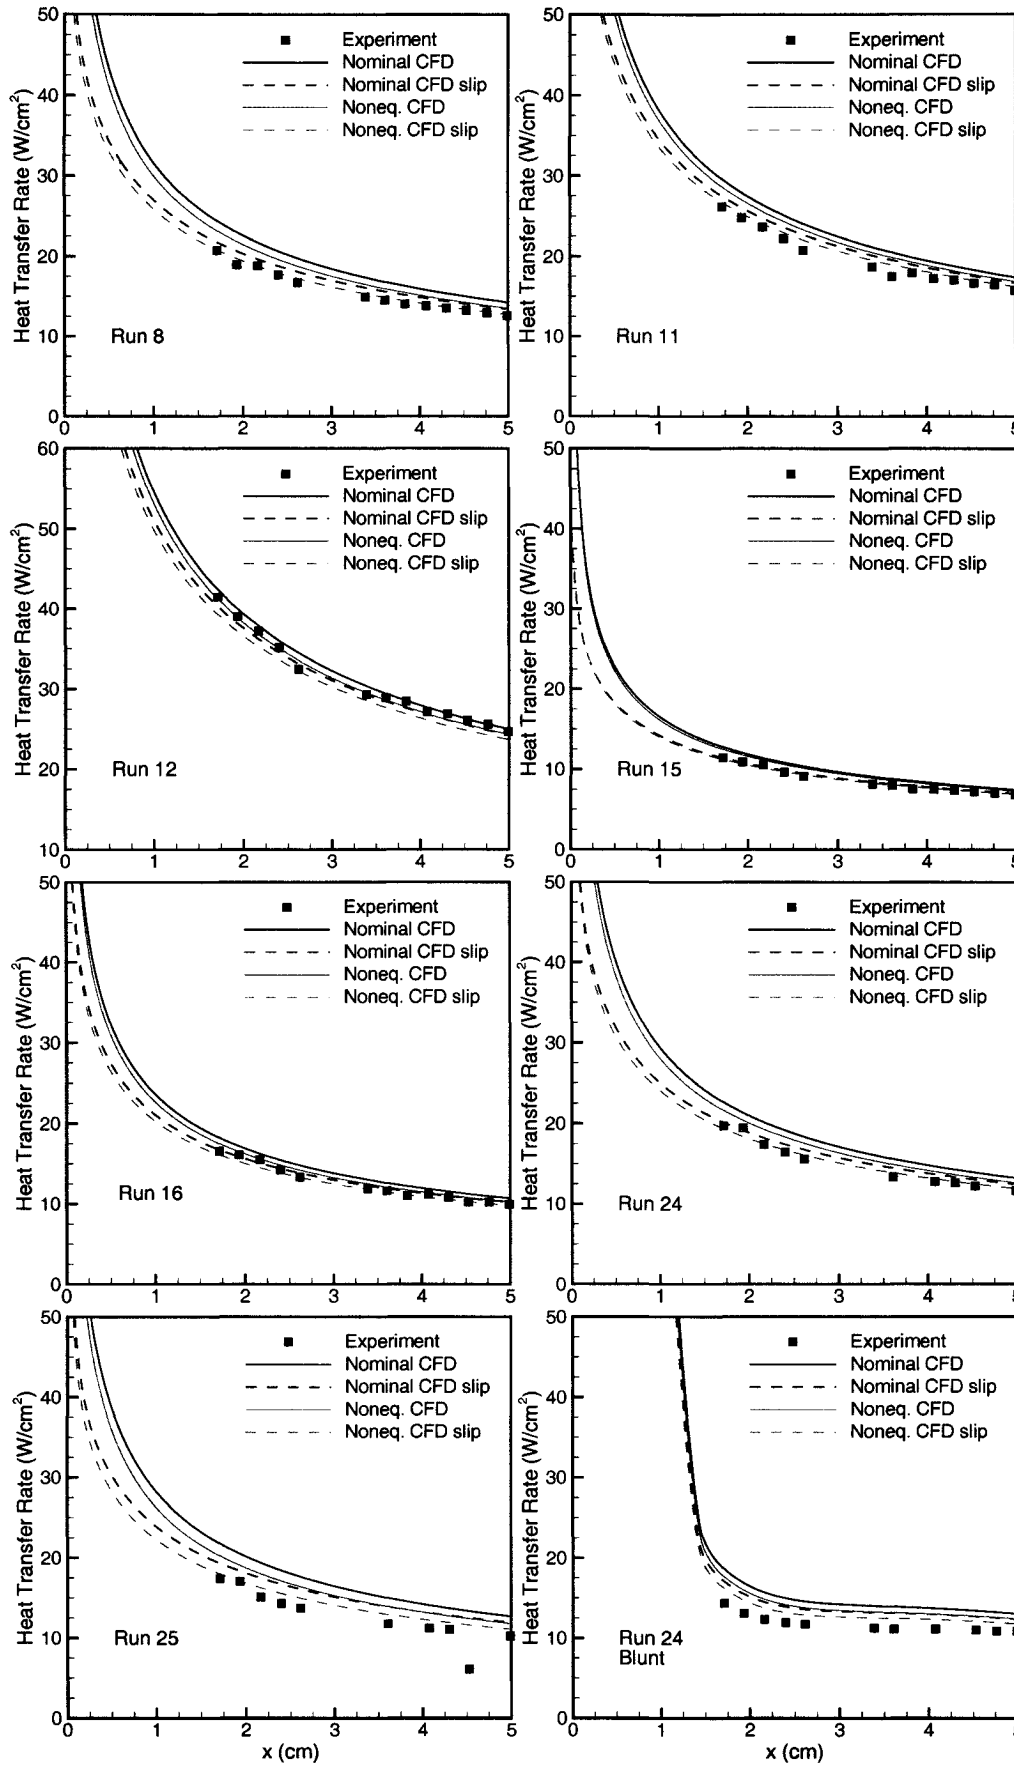 Heat Transfer Rate (W/cm²)
50
40
30
20
10
0
Experiment
Nominal CFD
Nominal CFD slip
Noneq. CFD
Noneq. CFD slip
Run 8
0 1 2 3 4 5
Heat Transfer Rate (W/cm²)
50
40
30
20
10
0
Experiment
Nominal CFD
Nominal CFD slip
Noneq. CFD
Noneq. CFD slip
Run 11
0 1 2 3 4 5
Heat Transfer Rate (W/cm²)
60
50
40
30
20
10
Experiment
Nominal CFD
Nominal CFD slip
Noneq. CFD
Noneq. CFD slip
Run 12
0 1 2 3 4 5
Heat Transfer Rate (W/cm²)
50
40
30
20
10
0
Experiment
Nominal CFD
Nominal CFD slip
Noneq. CFD
Noneq. CFD slip
Run 15
0 1 2 3 4 5
Heat Transfer Rate (W/cm²)
50
40
30
20
10
0
Experiment
Nominal CFD
Nominal CFD slip
Noneq. CFD
Noneq. CFD slip
Run 16
0 1 2 3 4 5
Heat Transfer Rate (W/cm²)
50
40
30
20
10
0
Experiment
Nominal CFD
Nominal CFD slip
Noneq. CFD
Noneq. CFD slip
Run 24
0 1 2 3 4 5
Heat Transfer Rate (W/cm²)
50
40
30
20
10
0
Experiment
Nominal CFD
Nominal CFD slip
Noneq. CFD
Noneq. CFD slip
Run 25
0 1 2 3 4 5
x (cm)
Heat Transfer Rate (W/cm²)
50
40
30
20
10
0
Experiment
Nominal CFD
Nominal CFD slip
Noneq. CFD
Noneq. CFD slip
Run 24
Blunt
0 1 2 3 4 5
x (cm)